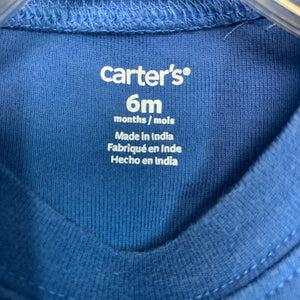 carter's®
6m
months / mois
Made in India
Fabriqué en Inde
Hecho en India